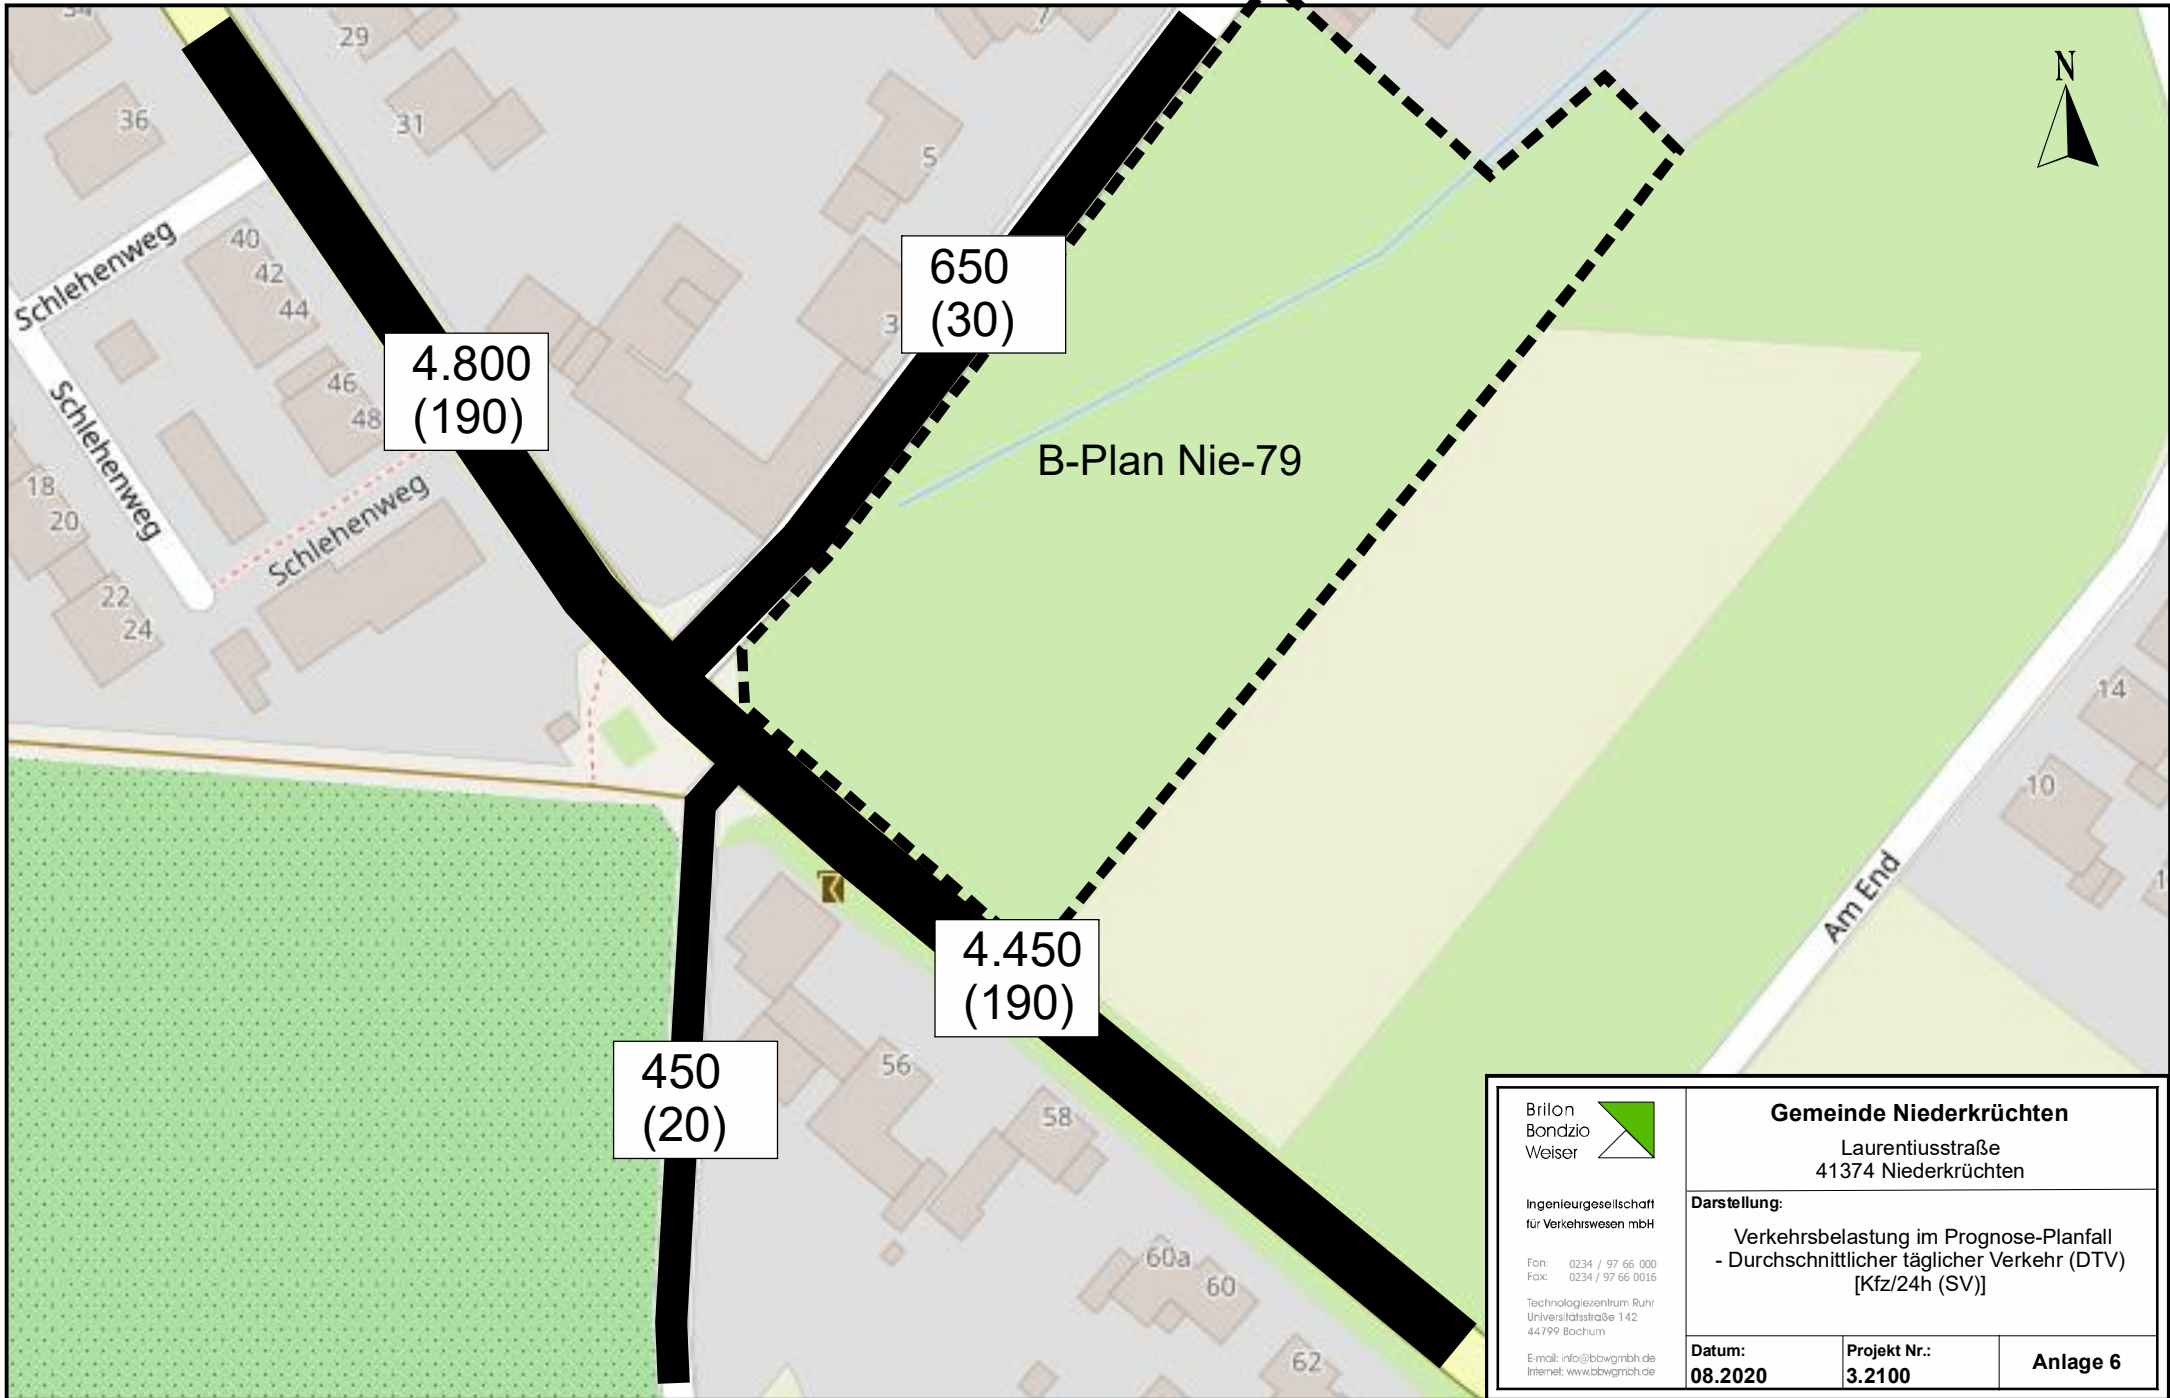 29
7
N
36
31
5
Schlehenweg
40
42
44
650
(30)
3
4.800
(190)
46
48
Schlehenweg
B-Plan Nie-79
18
20
Schlehenweg
22
24
14
10
Am End
4.450
(190)
56
450
(20)
58
60a
60
62
Brilon
Bondzio
Weiser
Ingenieurgesellschaft
für Verkehrswesen mbH
Fon: 0234 / 97 66 000
Fax: 0234 / 97 66 0016
Technologiezentrum Ruhr
Universitätsstraße 142
44799 Bochum
E-mail: info@bbwgmbh.de
Internet: www.bbwgmbh.de
Gemeinde Niederkrüchten
Laurentiusstraße
41374 Niederkrüchten
Darstellung:
Verkehrsbelastung im Prognose-Planfall
- Durchschnittlicher täglicher Verkehr (DTV)
[Kfz/24h (SV)]
Datum:
08.2020
Projekt Nr.:
3.2100
Anlage 6